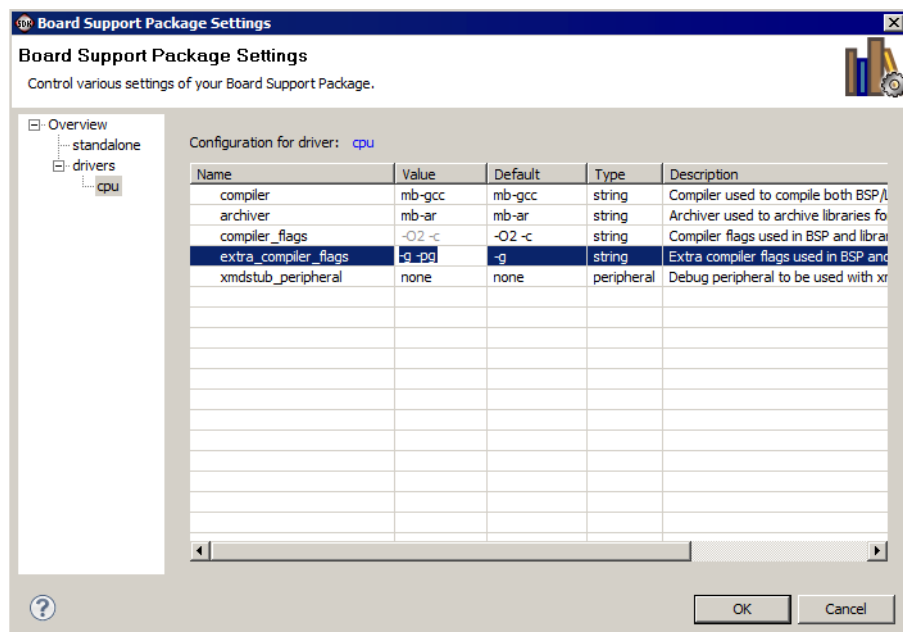 SDK Board Support Package Settings
Board Support Package Settings
Control various settings of your Board Support Package.
Overview
standalone
drivers
cpu
Configuration for driver: cpu
Name Value Default Type Description
compiler mb-gcc mb-gcc string Compiler used to compile both BSP/L
archiver mb-ar mb-ar string Archiver used to archive libraries fo
compiler_flags -O2 -c -O2 -c string Compiler flags used in BSP and librar
extra_compiler_flags -g -pg -g string Extra compiler flags used in BSP and
xmdstub_peripheral none none peripheral Debug peripheral to be used with xm
OK Cancel